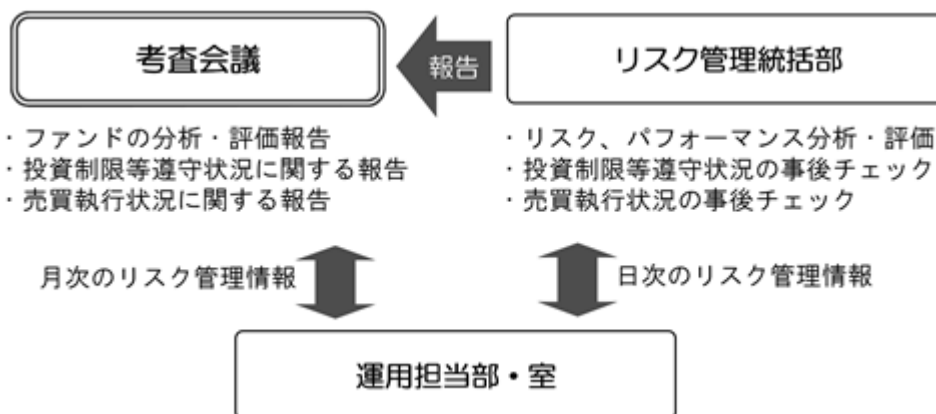 考査会議
報告
リスク管理統括部
・ファンドの分析・評価報告
・投資制限等遵守状況に関する報告
・売買執行状況に関する報告
・リスク、パフォーマンス分析・評価
・投資制限等遵守状況の事後チェック
・売買執行状況の事後チェック
月次のリスク管理情報
日次のリスク管理情報
運用担当部・室